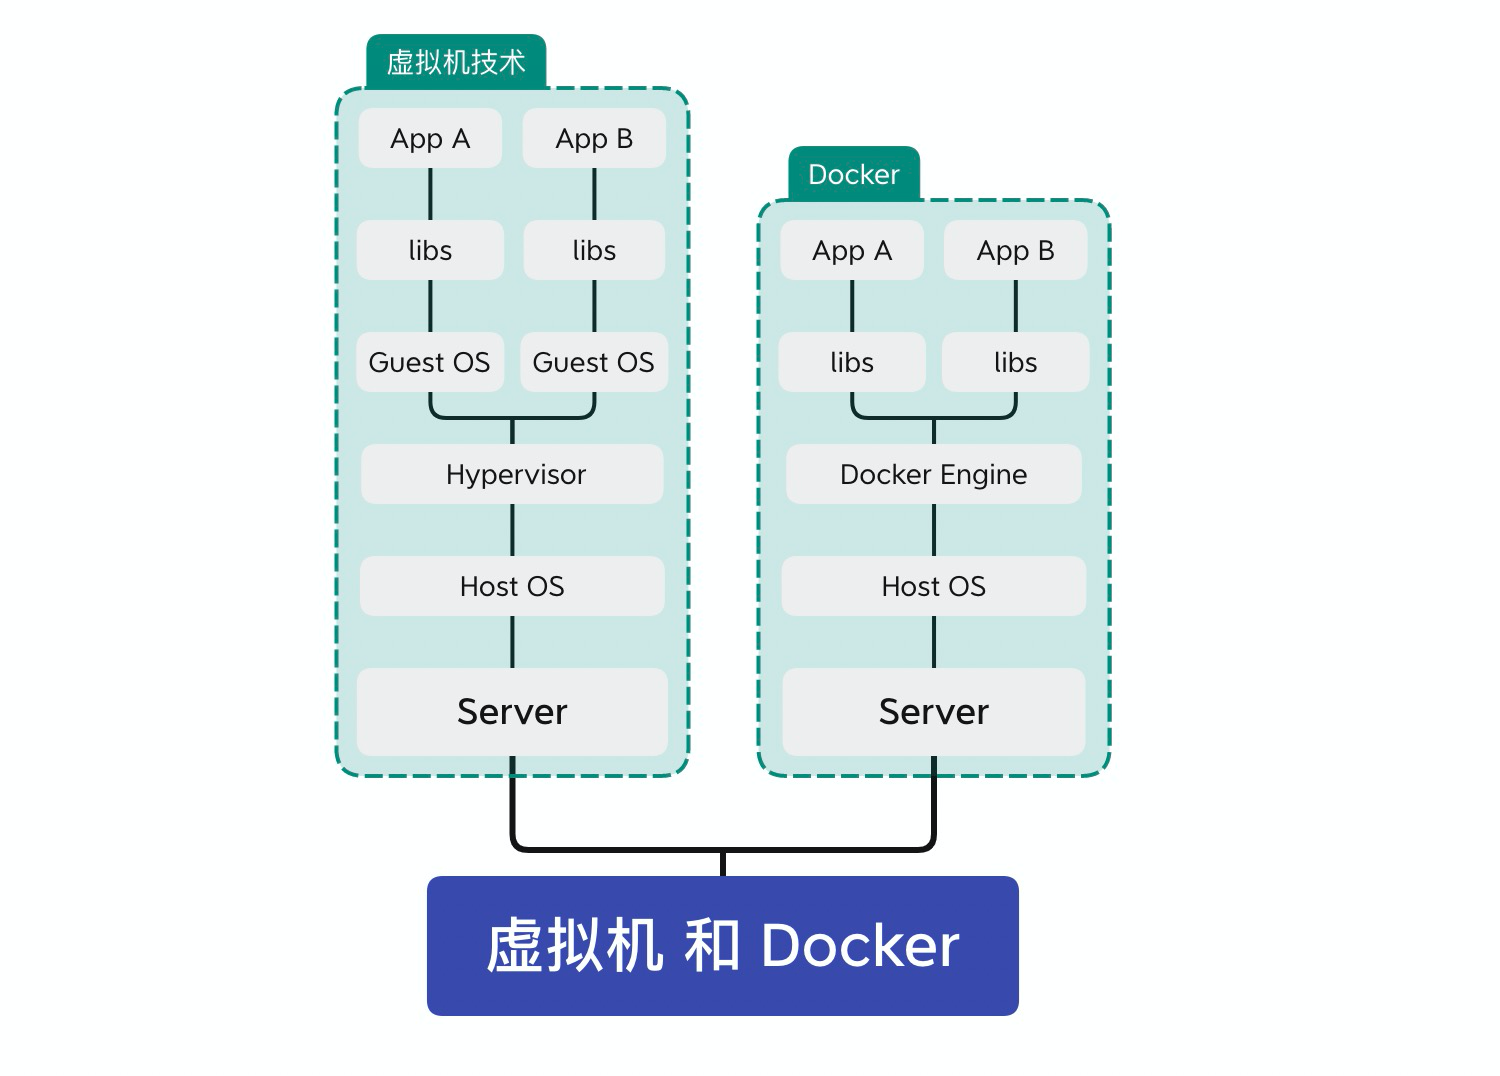 虚拟机技术
App A
App B
libs
libs
Guest OS
Guest OS
Hypervisor
Host OS
Server
Docker
App A
App B
libs
libs
Docker Engine
Host OS
Server
虚拟机 和 Docker